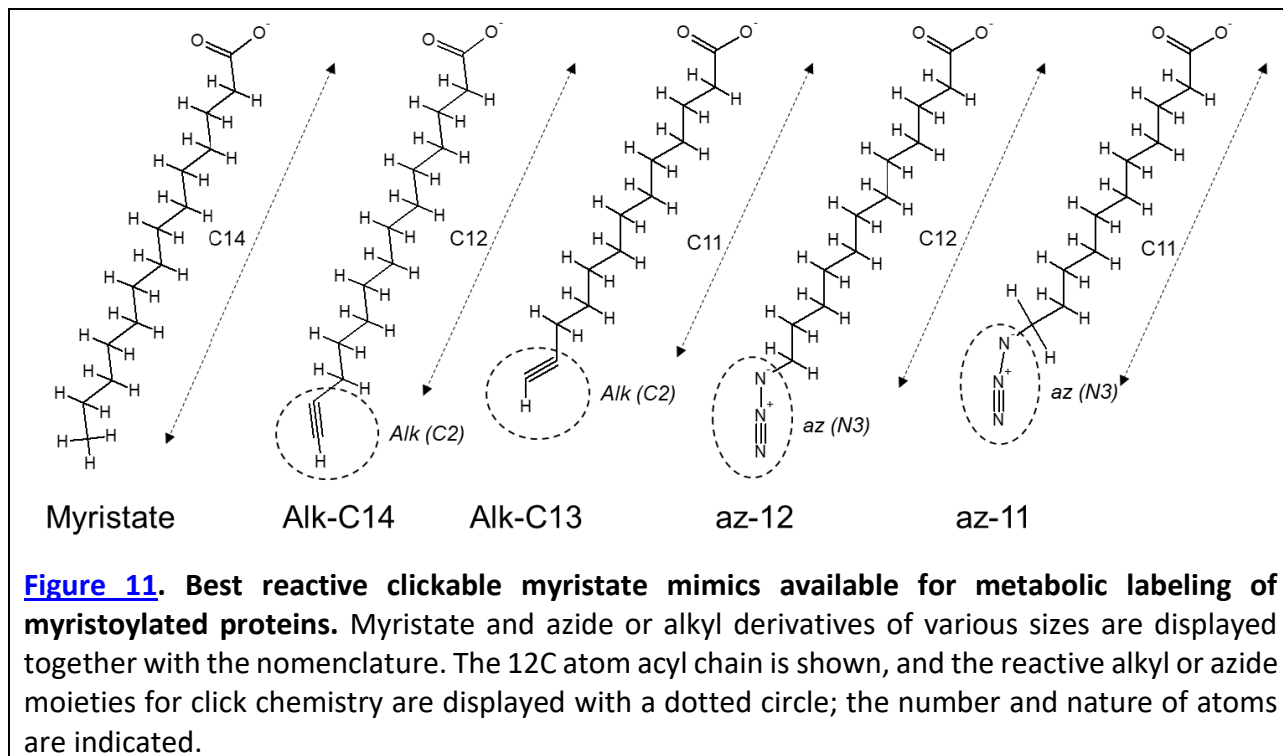 C14
C12
C11
C12
C11
Alk (C2)
Alk (C2)
az (N3)
az (N3)
Myristate Alk-C14 Alk-C13 az-12 az-11
Figure 11. Best reactive clickable myristate mimics available for metabolic labeling of
myristoylated proteins. Myristate and azide or alkyl derivatives of various sizes are displayed
together with the nomenclature. The 12C atom acyl chain is shown, and the reactive alkyl or azide
moieties for click chemistry are displayed with a dotted circle; the number and nature of atoms
are indicated.